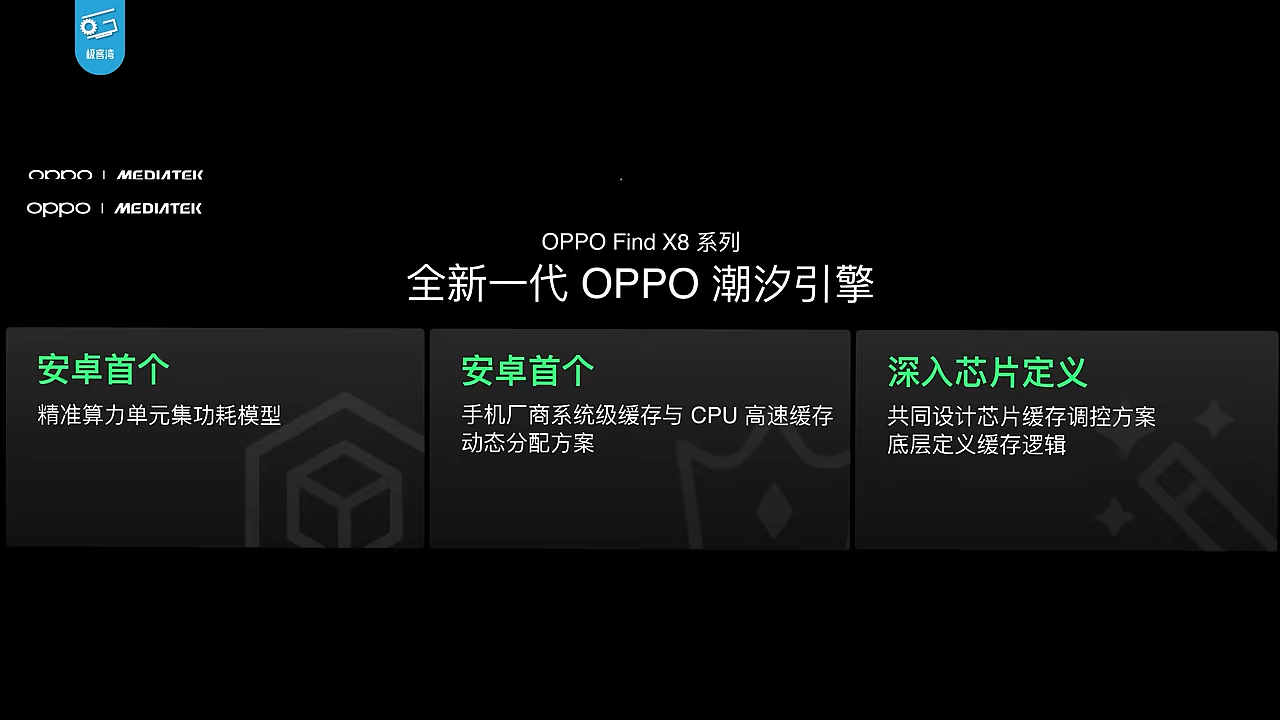 极客湾
OPPO | MEDIATEK
OPPO | MEDIATEK
OPPO Find X8 系列
全新一代 OPPO 潮汐引擎
安卓首个
精准算力单元集功耗模型
安卓首个
手机厂商系统级缓存与 CPU 高速缓存
动态分配方案
深入芯片定义
共同设计芯片缓存调控方案
底层定义缓存逻辑